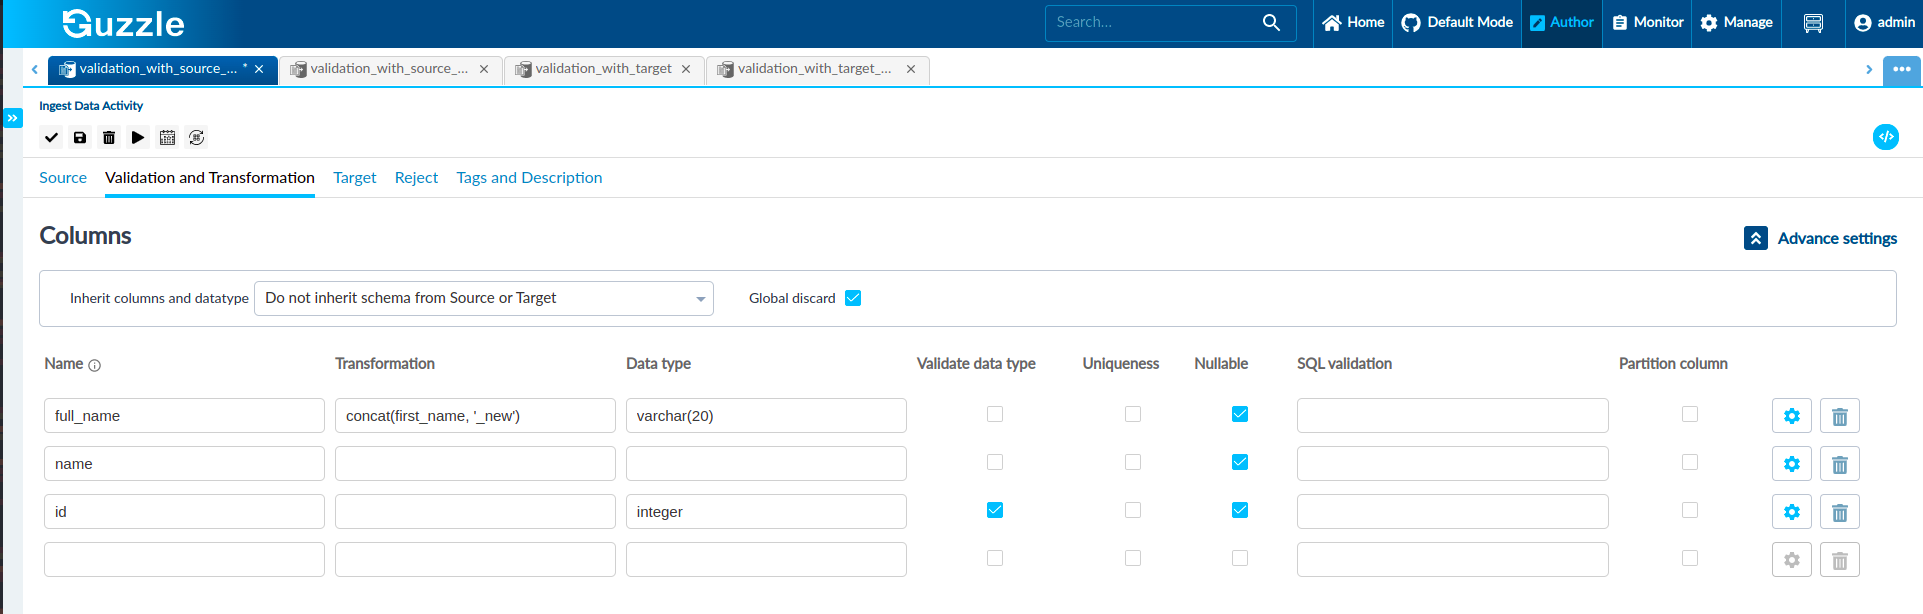 Guzzle
Search...
Home
Default Mode
Author
Monitor
Manage
admin
validation_with_source_... *
validation_with_source_...
validation_with_target
validation_with_target_...
Ingest Data Activity
Source Validation and Transformation Target Reject Tags and Description
Columns
Advance settings
Inherit columns and datatype Do not inherit schema from Source or Target Global discard
Name Transformation Data type Validate data type Uniqueness Nullable SQL validation Partition column
full_name concat(first_name, '_new') varchar(20)
name
id integer